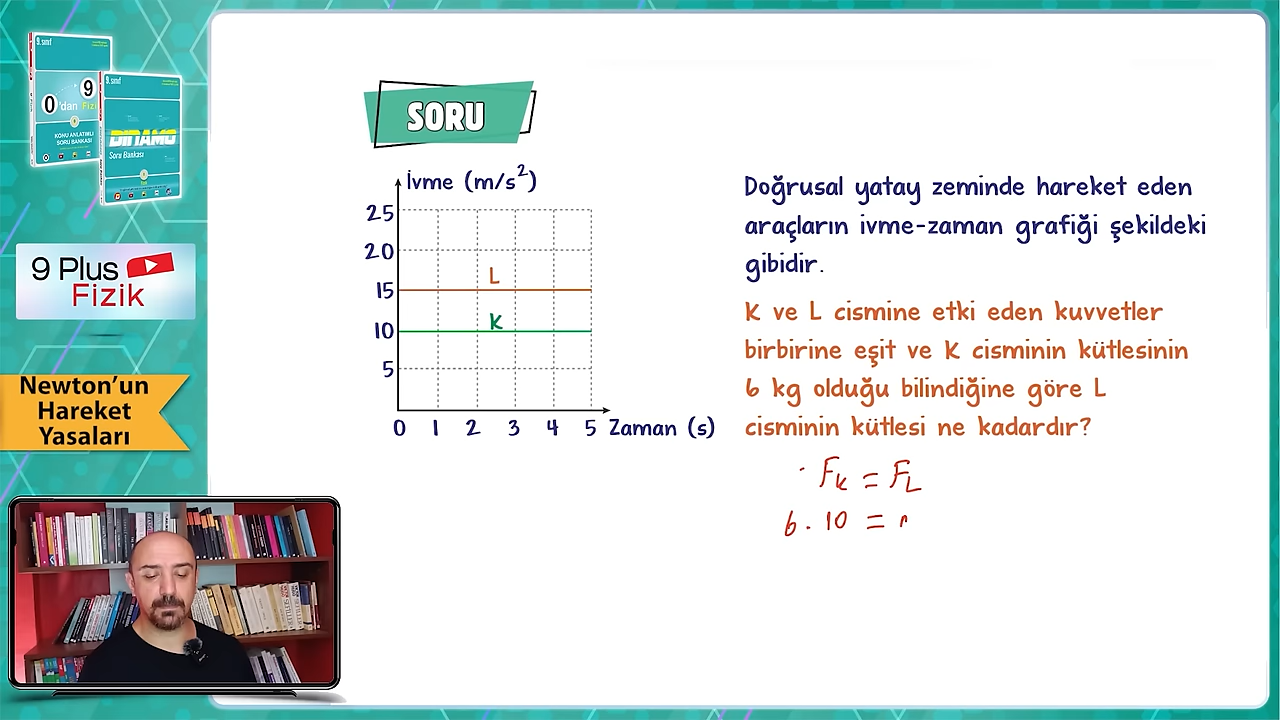 9.sınıf
9
0'dan Fizik
KONU ANLATIMLI
SORU BANKASI
9.sınıf
DİNAMO
Soru Bankası
9 Plus
Fizik
Newton'un
Hareket
Yasaları
SORU
İvme (m/s²)
25
20
15
10
5
L
K
0 1 2 3 4 5 Zaman (s)
Doğrusal yatay zeminde hareket eden
araçların ivme-zaman grafiği şekildeki
gibidir.
K ve L cismine etki eden kuvvetler
birbirine eşit ve K cisminin kütlesinin
6 kg olduğu bilindiğine göre L
cisminin kütlesi ne kadardır?
F_K = F_L
6 . 10 =